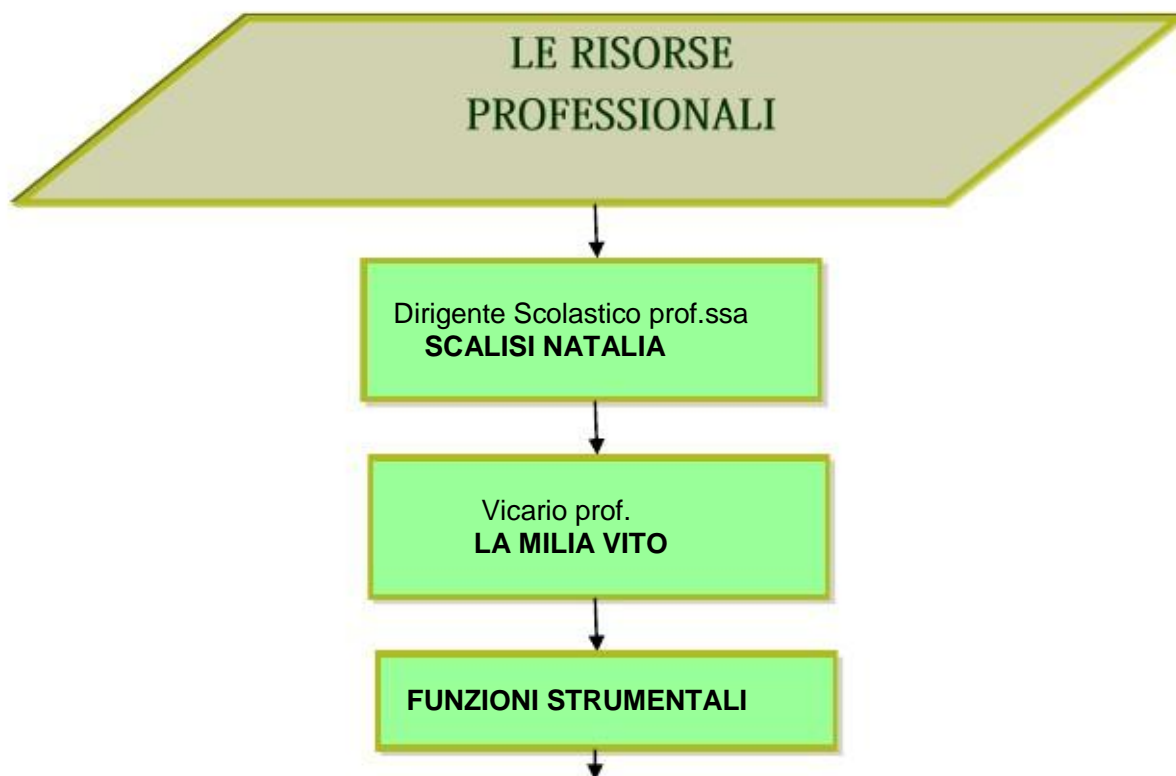 LE RISORSE
PROFESSIONALI
Dirigente Scolastico prof.ssa
SCALISI NATALIA
Vicario prof.
LA MILIA VITO
FUNZIONI STRUMENTALI